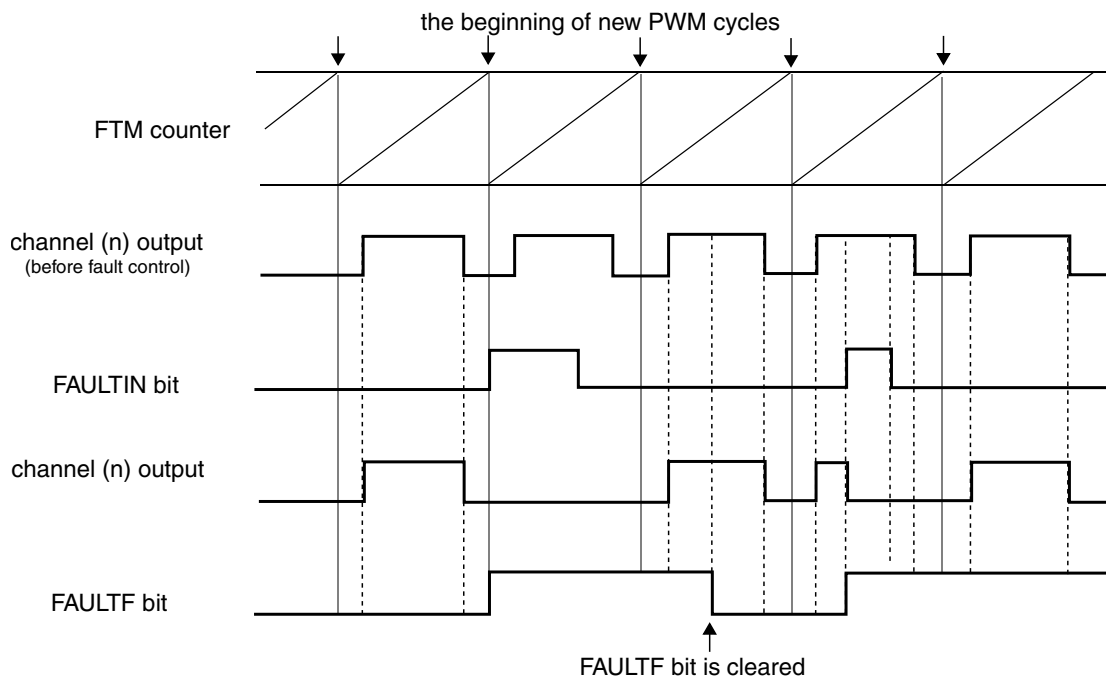 the beginning of new PWM cycles
FTM counter
channel (n) output
(before fault control)
FAULTIN bit
channel (n) output
FAULTF bit
FAULTF bit is cleared